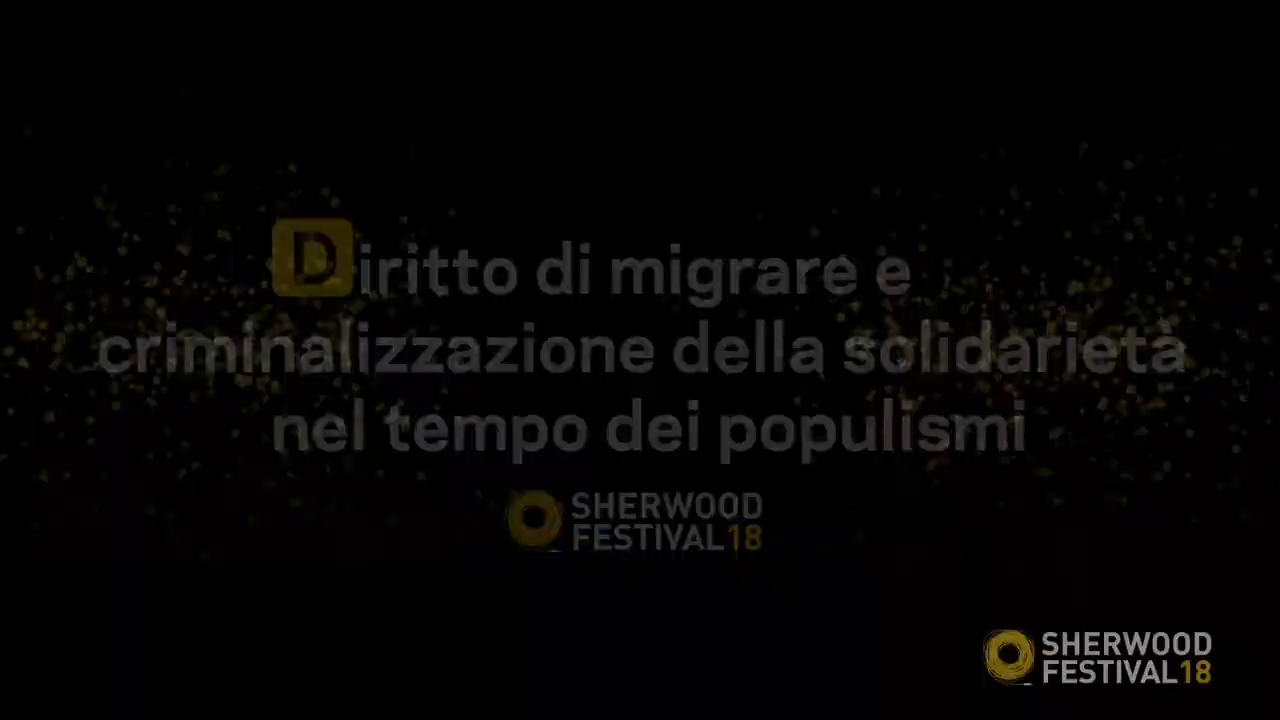 Diritto di migrare e
criminalizzazione della solidarietà
nel tempo dei populismi
SHERWOOD
FESTIVAL18
SHERWOOD
FESTIVAL18